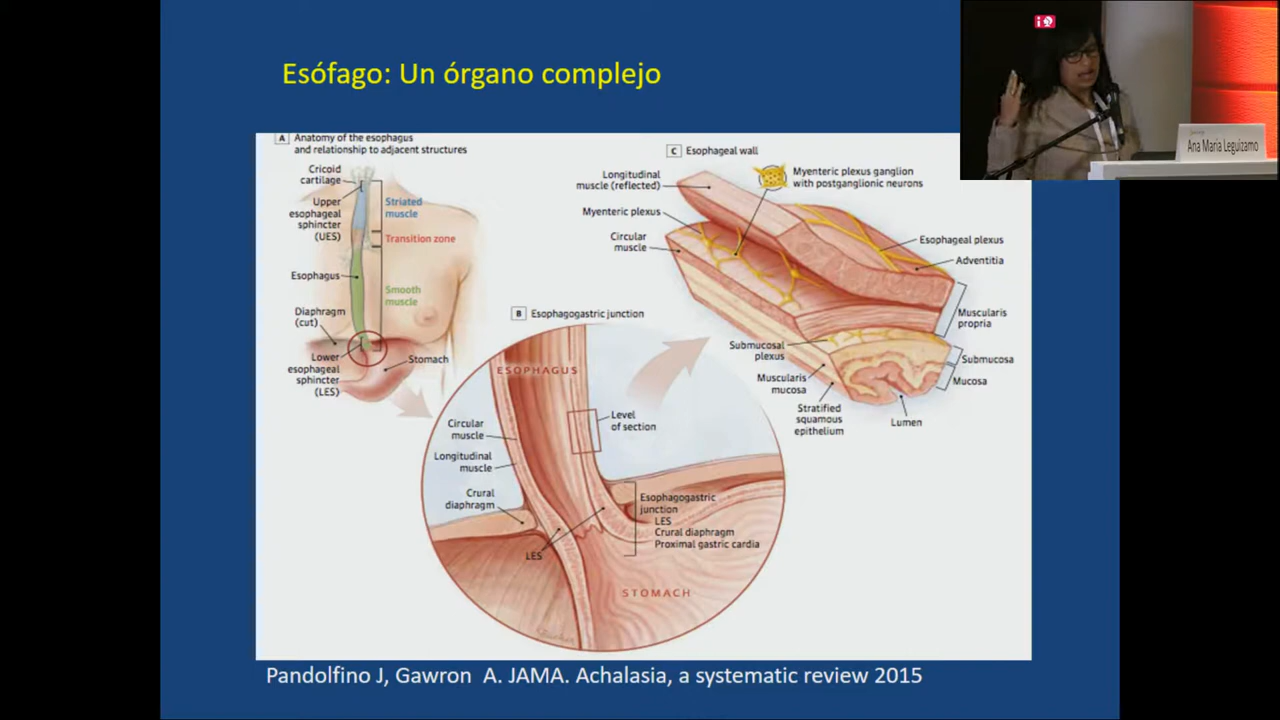 Esófago: Un órgano complejo
Ana Maria Leguizamo
A Anatomy of the esophagus
and relationship to adjacent structures
Cricoid
cartilage
Upper
esophageal
sphincter
(UES)
Striated
muscle
Transition zone
Esophagus
Smooth
muscle
Diaphragm
(cut)
Lower
esophageal
sphincter
(LES)
Stomach
B Esophagogastric junction
ESOPHAGUS
Circular
muscle
Longitudinal
muscle
Crural
diaphragm
LES
Level
of section
Esophagogastric
junction
LES
Crural diaphragm
Proximal gastric cardia
STOMACH
C Esophageal wall
Longitudinal
muscle (reflected)
Myenteric plexus ganglion
with postganglionic neurons
Myenteric plexus
Circular
muscle
Esophageal plexus
Adventitia
Muscularis
propria
Submucosal
plexus
Submucosa
Muscularis
mucosa
Mucosa
Stratified
squamous
epithelium
Lumen
Pandolfino J, Gawron A. JAMA. Achalasia, a systematic review 2015